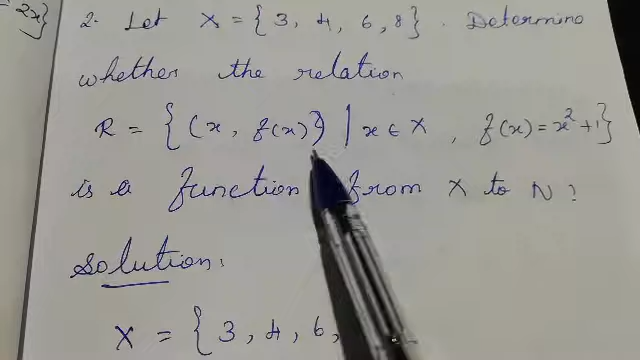 = 2x}
2. Let X = {3, 4, 6, 8}. Determine
whether the relation
R = {(x, f(x)) | x ∈ X, f(x) = x² + 1}
is a function from X to N?
Solution:
X = {3, 4, 6,